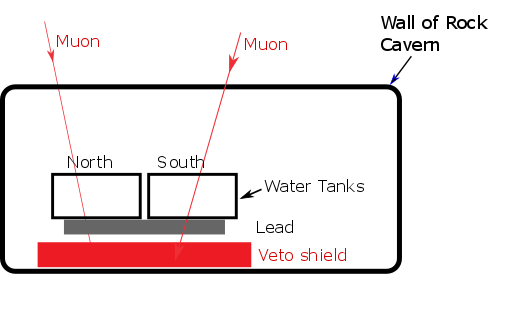 Wall of Rock
Cavern
Muon
Muon
North
South
Water Tanks
Lead
Veto shield